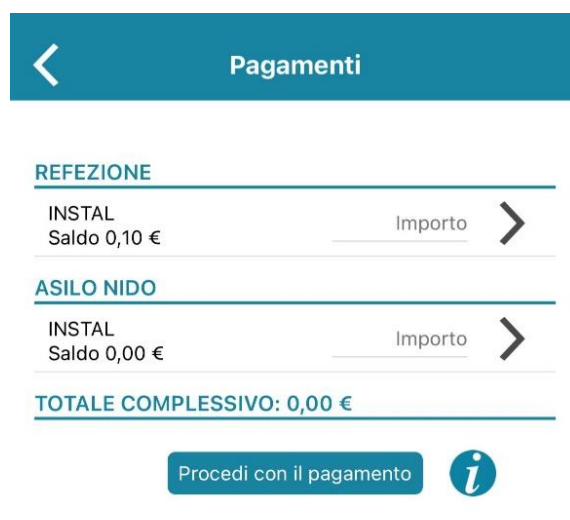 Pagamenti
REFEZIONE
INSTAL
Saldo 0,10 €
Importo
ASILO NIDO
INSTAL
Saldo 0,00 €
Importo
TOTALE COMPLESSIVO: 0,00 €
Procedi con il pagamento
i